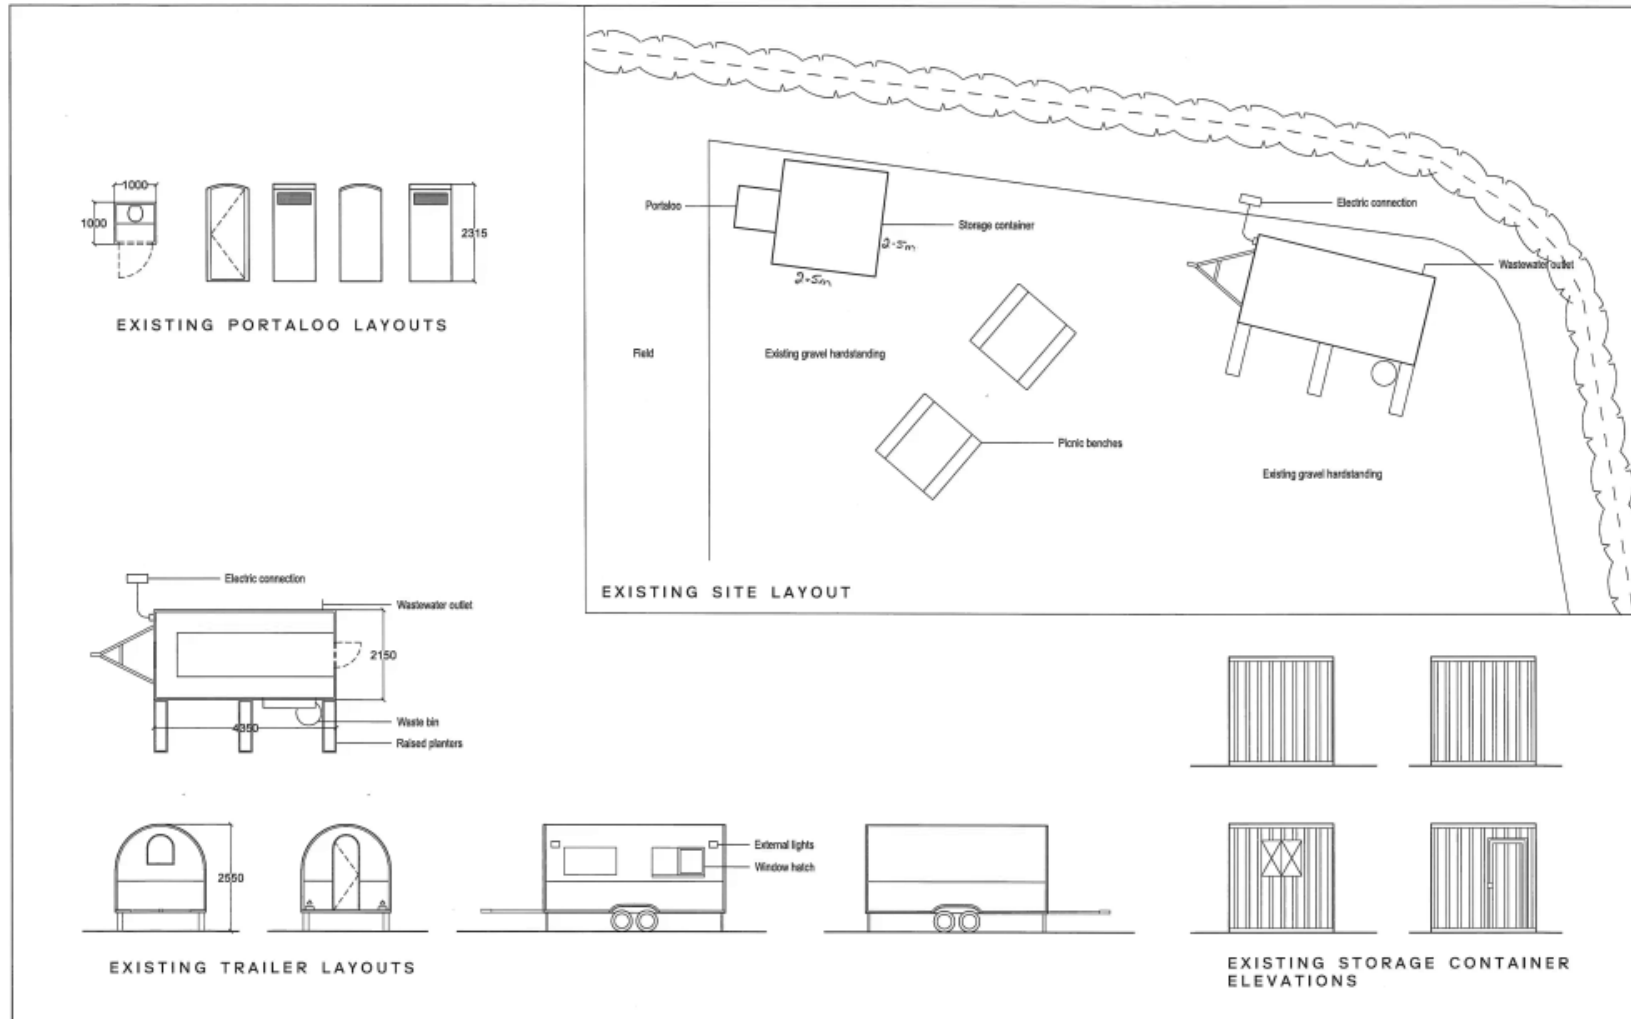 1000
1000
2315
EXISTING PORTALOO LAYOUTS
Portaloo
Storage container
2.5m
2.5m
Electric connection
Wastewater outlet
Field
Existing gravel hardstanding
Picnic benches
Existing gravel hardstanding
EXISTING SITE LAYOUT
Electric connection
Wastewater outlet
2150
Waste bin
4350
Raised planters
2550
External lights
Window hatch
EXISTING TRAILER LAYOUTS
EXISTING STORAGE CONTAINER
ELEVATIONS